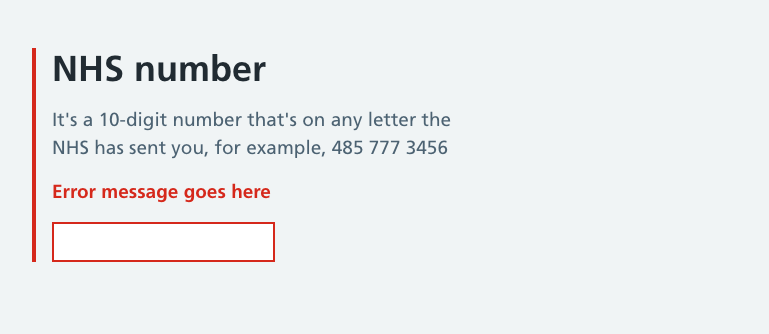 NHS number
It's a 10-digit number that's on any letter the
NHS has sent you, for example, 485 777 3456
Error message goes here